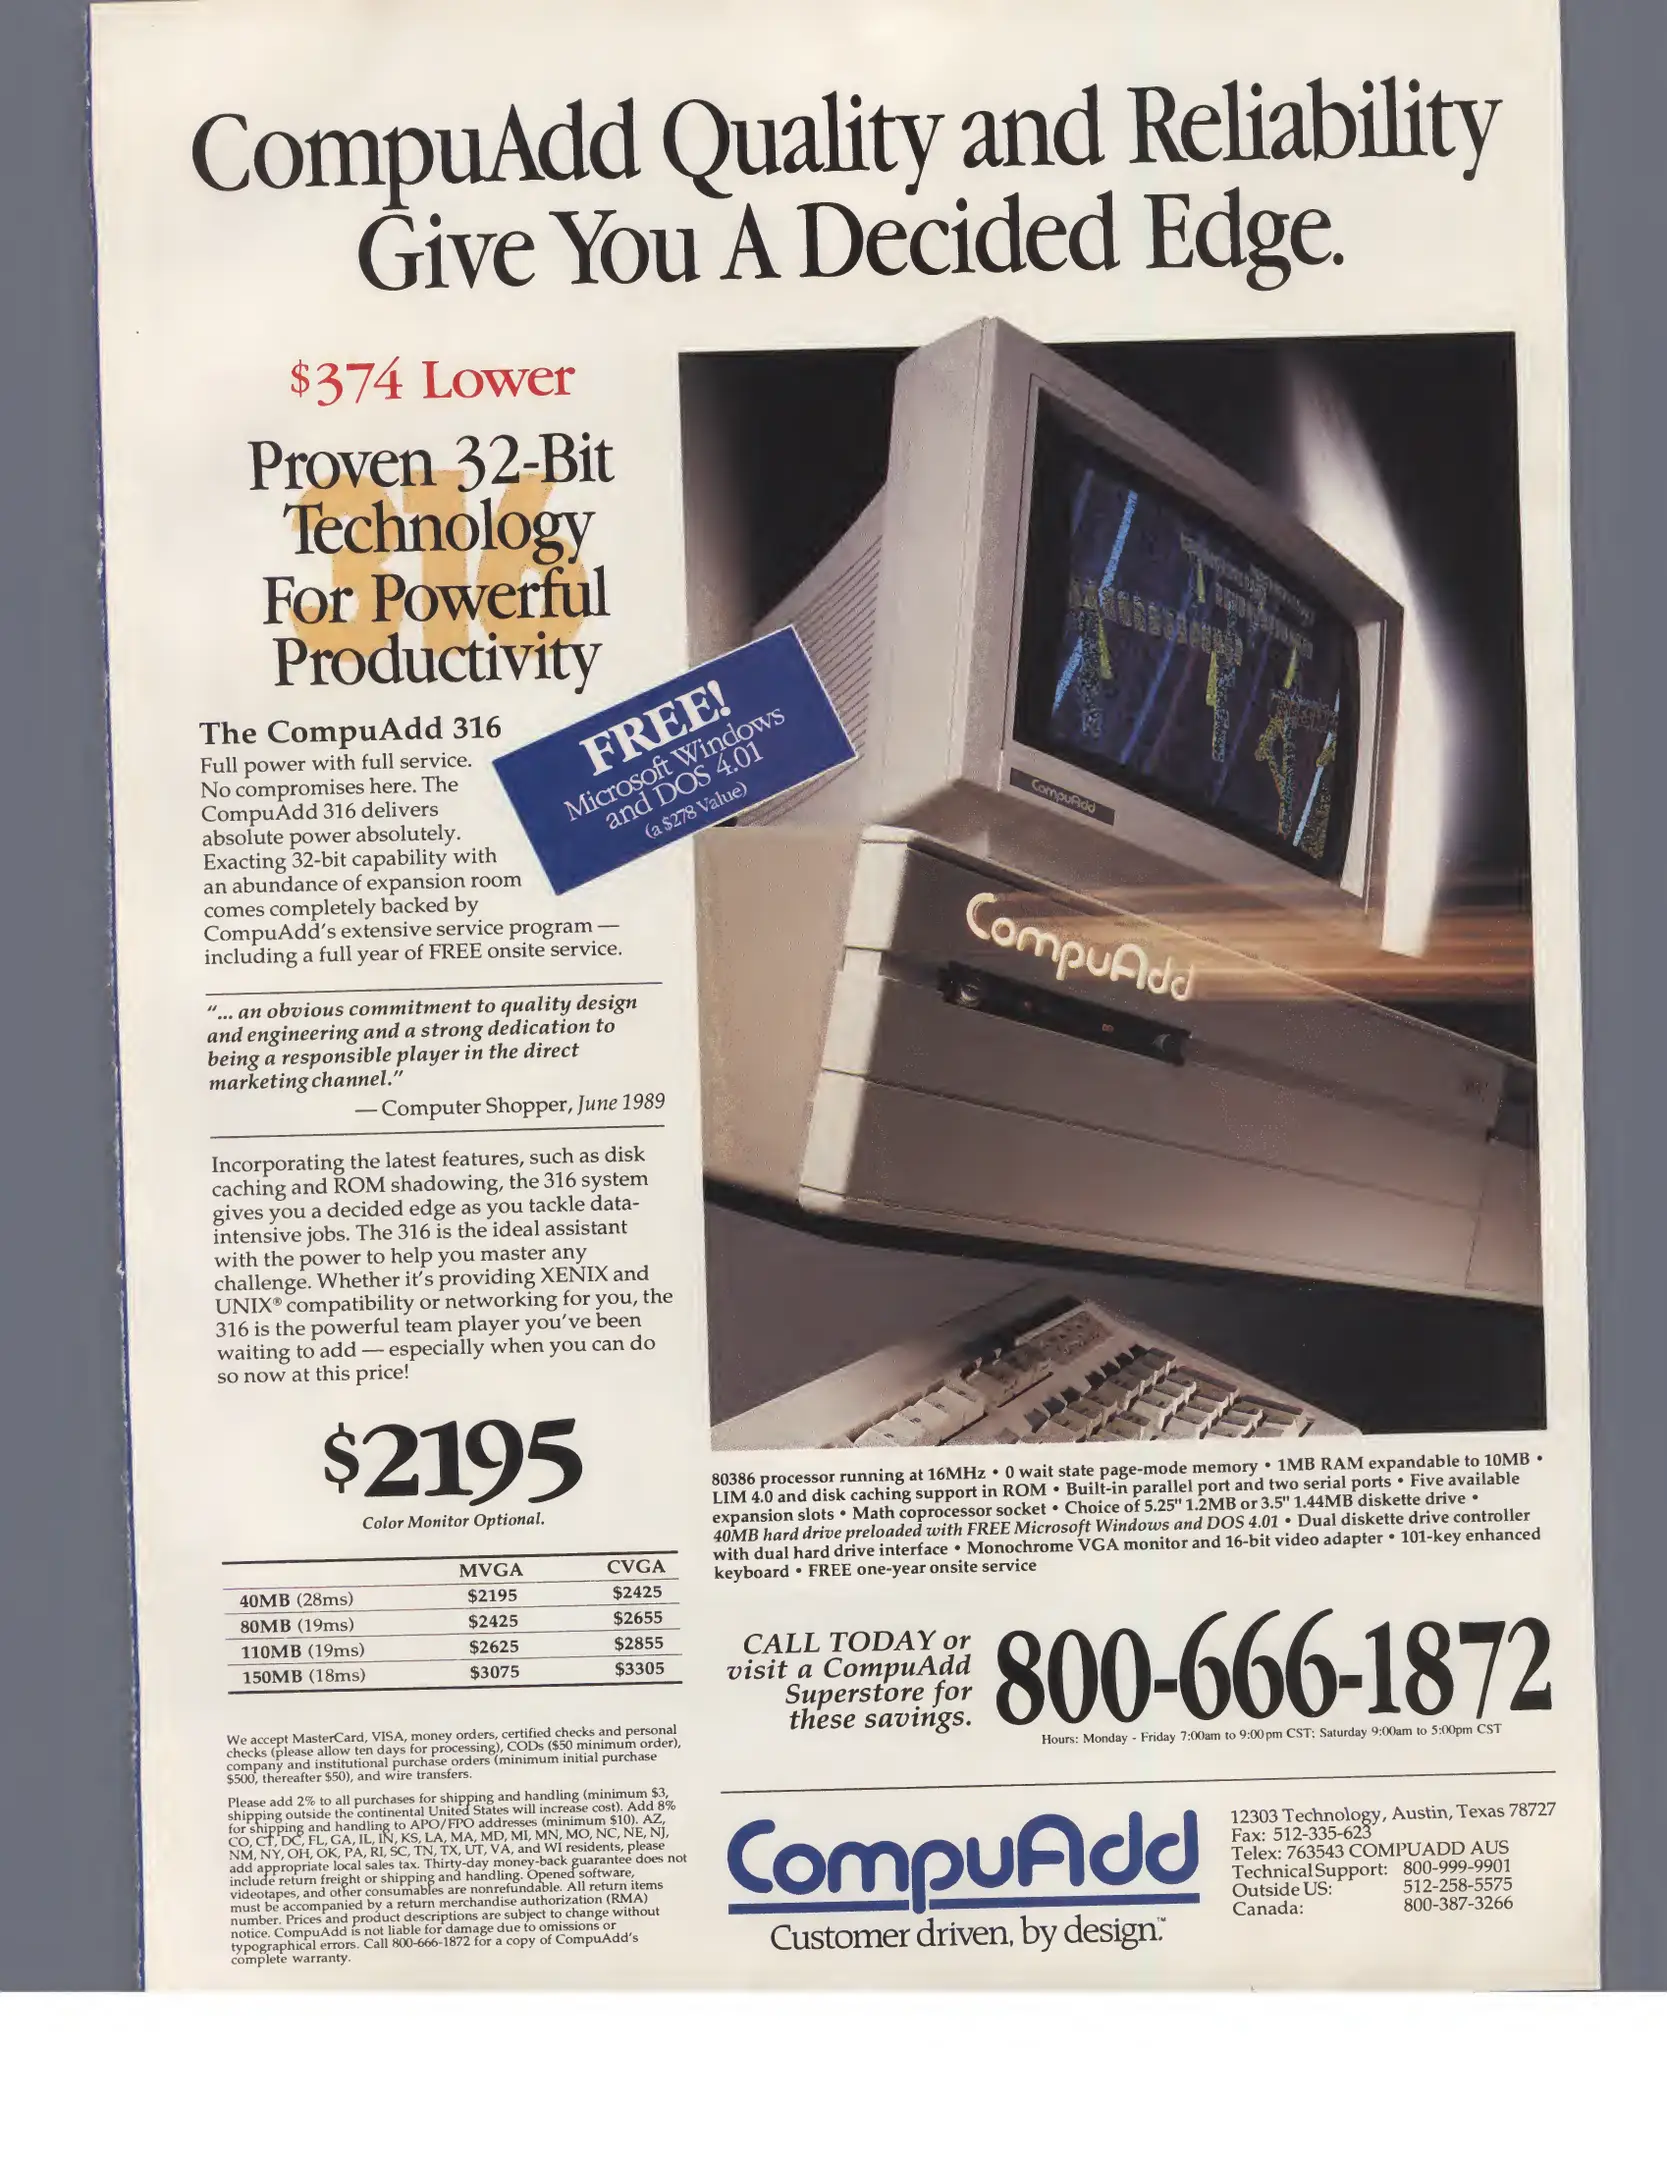 CompuAdd Quality and Reliability
Give You A Decided Edge.
$374 Lower
316
Proven 32-Bit
Technology
For Powerful
Productivity
The CompuAdd 316
Full power with full service.
No compromises here. The
CompuAdd 316 delivers
absolute power absolutely.
Exacting 32-bit capability with
an abundance of expansion room
comes completely backed by
CompuAdd's extensive service program —
including a full year of FREE onsite service.
FREE!
Microsoft Windows
and DOS 4.01
(a $278 Value)
"... an obvious commitment to quality design
and engineering and a strong dedication to
being a responsible player in the direct
marketing channel."
— Computer Shopper, June 1989
Incorporating the latest features, such as disk
caching and ROM shadowing, the 316 system
gives you a decided edge as you tackle data-
intensive jobs. The 316 is the ideal assistant
with the power to help you master any
challenge. Whether it's providing XENIX and
UNIX® compatibility or networking for you, the
316 is the powerful team player you've been
waiting to add — especially when you can do
so now at this price!
$2195
Color Monitor Optional.
MVGA CVGA
40MB (28ms) $2195 $2425
80MB (19ms) $2425 $2655
110MB (19ms) $2625 $2855
150MB (18ms) $3075 $3305
We accept MasterCard, VISA, money orders, certified checks and personal
checks (please allow ten days for processing), CODs ($50 minimum order),
company and institutional purchase orders (minimum initial purchase
$500, thereafter $50), and wire transfers.
Please add 2% to all purchases for shipping and handling (minimum $3,
shipping outside the continental United States will increase cost). Add 8%
for shipping and handling to APO/FPO addresses (minimum $10). AZ,
CO, CT, DC, FL, GA, IL, IN, KS, LA, MA, MD, MI, MN, MO, NC, NE, NJ,
NM, NY, OH, OK, PA, RI, SC, TN, TX, UT, VA, and WI residents, please
add appropriate local sales tax. Thirty-day money-back guarantee does not
include return freight or shipping and handling. Opened software,
videotapes, and other consumables are nonrefundable. All return items
must be accompanied by a return merchandise authorization (RMA)
number. Prices and product descriptions are subject to change without
notice. CompuAdd is not liable for damage due to omissions or
typographical errors. Call 800-666-1872 for a copy of CompuAdd's
complete warranty.
CompuAdd
CompuAdd
80386 processor running at 16MHz • 0 wait state page-mode memory • 1MB RAM expandable to 10MB •
LIM 4.0 and disk caching support in ROM • Built-in parallel port and two serial ports • Five available
expansion slots • Math coprocessor socket • Choice of 5.25" 1.2MB or 3.5" 1.44MB diskette drive •
40MB hard drive preloaded with FREE Microsoft Windows and DOS 4.01 • Dual diskette drive controller
with dual hard drive interface • Monochrome VGA monitor and 16-bit video adapter • 101-key enhanced
keyboard • FREE one-year onsite service
CALL TODAY or
visit a CompuAdd
Superstore for
these savings.
800-666-1872
Hours: Monday - Friday 7:00am to 9:00pm CST; Saturday 9:00am to 5:00pm CST
CompuAdd
Customer driven, by design.™
12303 Technology, Austin, Texas 78727
Fax: 512-335-623
Telex: 763543 COMPUADD AUS
Technical Support: 800-999-9901
Outside US: 512-258-5575
Canada: 800-387-3266